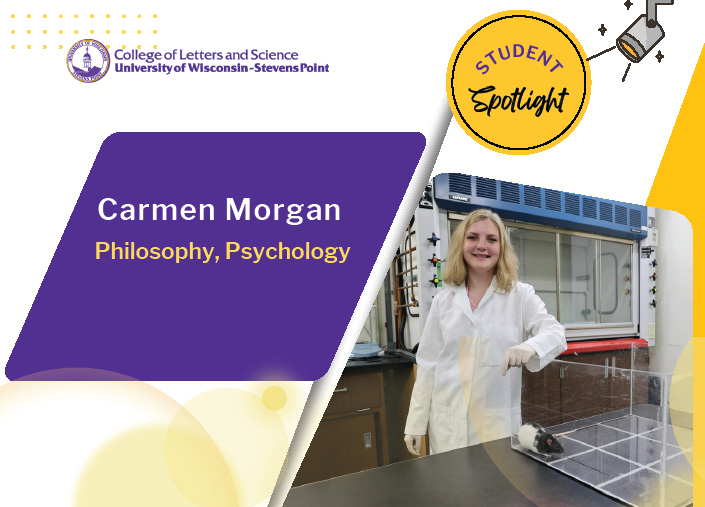 College of Letters and Science
University of Wisconsin - Stevens Point
STUDENT
Spotlight
Carmen Morgan
Philosophy, Psychology